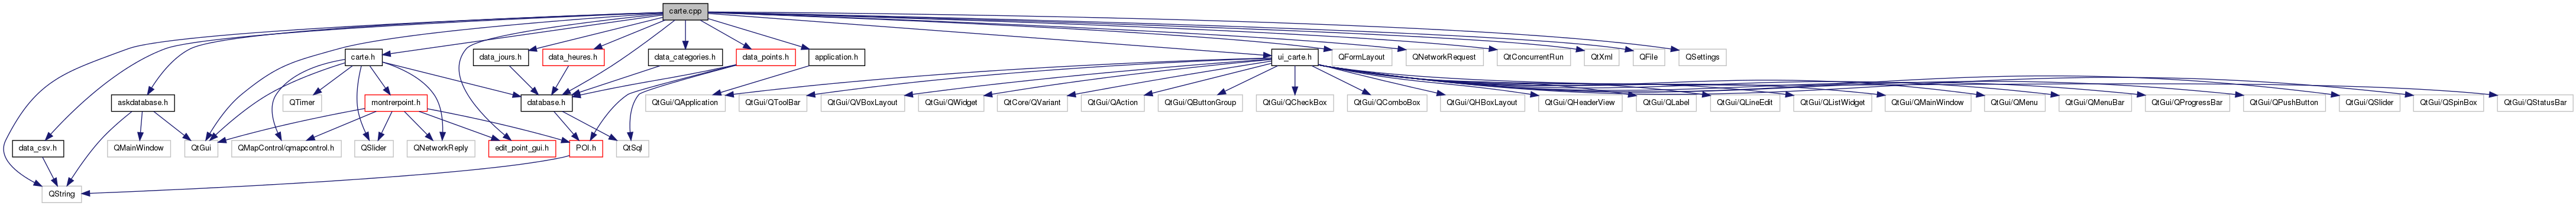 carte.cpp
carte.h
data_jours.h
data_heures.h
data_categories.h
data_points.h
application.h
ui_carte.h
QFormLayout
QNetworkRequest
QtConcurrentRun
QtXml
QFile
QSettings
askdatabase.h
QTimer
montrerpoint.h
database.h
QtGui/QApplication
QtGui/QToolBar
QtGui/QVBoxLayout
QtGui/QWidget
QtCore/QVariant
QtGui/QAction
QtGui/QButtonGroup
QtGui/QCheckBox
QtGui/QComboBox
QtGui/QHBoxLayout
QtGui/QHeaderView
QtGui/QLabel
QtGui/QLineEdit
QtGui/QListWidget
QtGui/QMainWindow
QtGui/QMenu
QtGui/QMenuBar
QtGui/QProgressBar
QtGui/QPushButton
QtGui/QSlider
QtGui/QSpinBox
QtGui/QStatusBar
data_csv.h
QMainWindow
QtGui
QMapControl/qmapcontrol.h
QSlider
QNetworkReply
edit_point_gui.h
POI.h
QtSql
QString